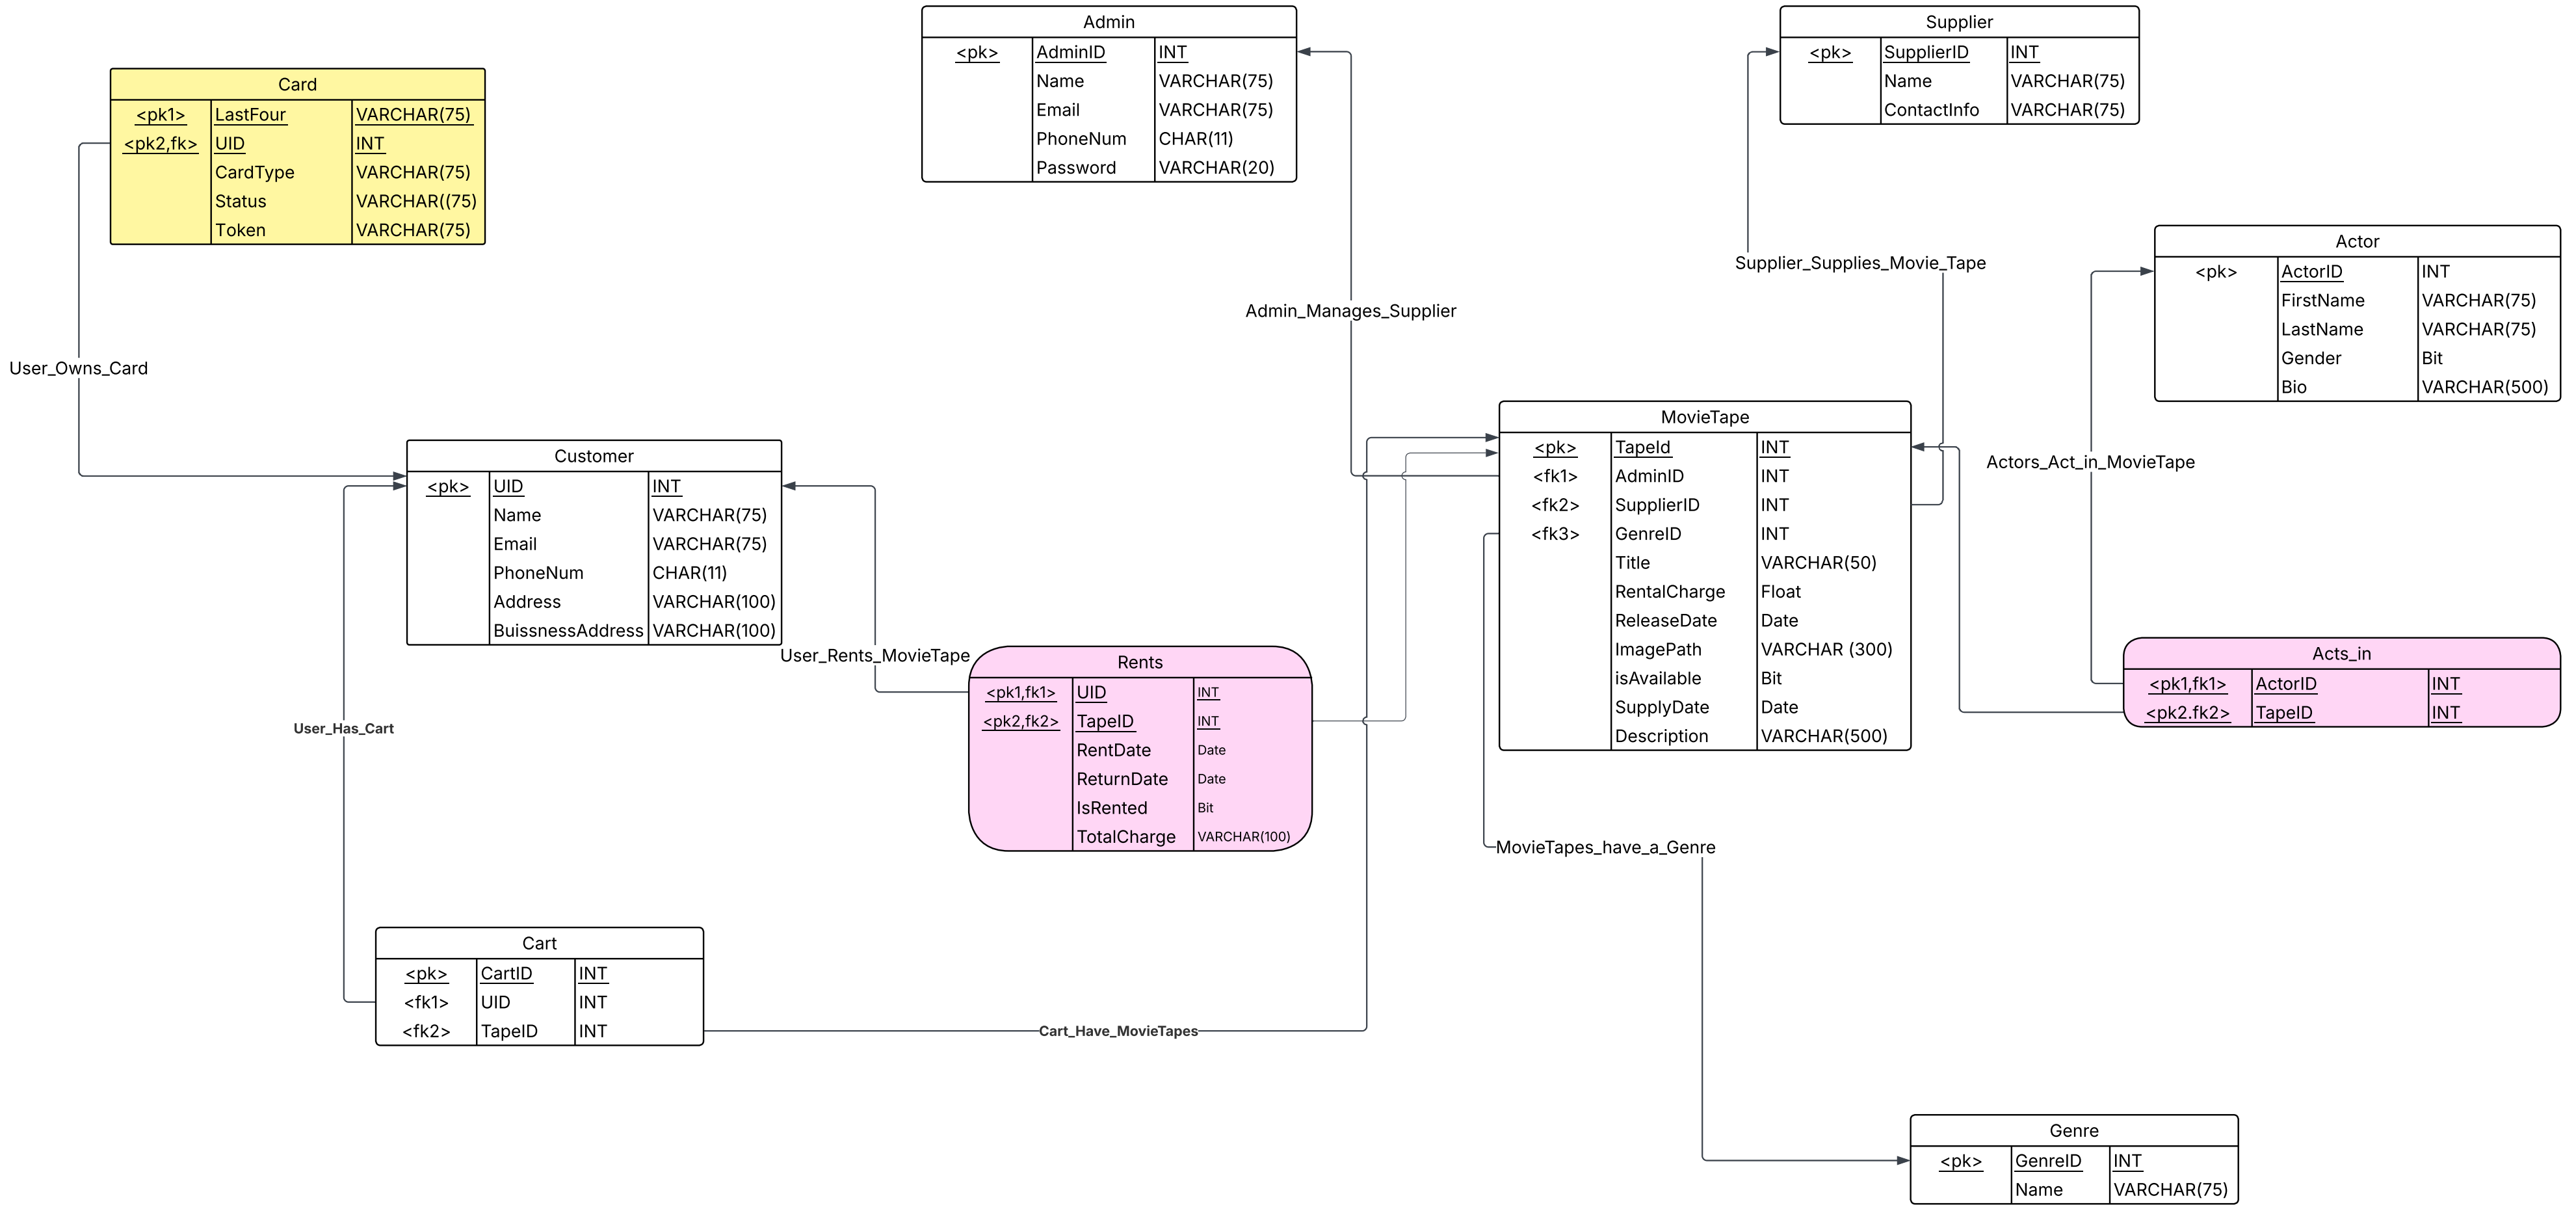 Card
<pk1> LastFour VARCHAR(75)
<pk2,fk> UID INT
CardType VARCHAR(75)
Status VARCHAR((75)
Token VARCHAR(75)
Admin
<pk> AdminID INT
Name VARCHAR(75)
Email VARCHAR(75)
PhoneNum CHAR(11)
Password VARCHAR(20)
Supplier
<pk> SupplierID INT
Name VARCHAR(75)
ContactInfo VARCHAR(75)
Actor
<pk> ActorID INT
FirstName VARCHAR(75)
LastName VARCHAR(75)
Gender Bit
Bio VARCHAR(500)
Supplier_Supplies_Movie_Tape
Admin_Manages_Supplier
User_Owns_Card
Actors_Act_in_MovieTape
Customer
<pk> UID INT
Name VARCHAR(75)
Email VARCHAR(75)
PhoneNum CHAR(11)
Address VARCHAR(100)
BuissnessAddress VARCHAR(100)
MovieTape
<pk> TapeId INT
<fk1> AdminID INT
<fk2> SupplierID INT
<fk3> GenreID INT
Title VARCHAR(50)
RentalCharge Float
ReleaseDate Date
ImagePath VARCHAR (300)
isAvailable Bit
SupplyDate Date
Description VARCHAR(500)
User_Rents_MovieTape
Rents
<pk1,fk1> UID INT
<pk2,fk2> TapeID INT
RentDate Date
ReturnDate Date
IsRented Bit
TotalCharge VARCHAR(100)
Acts_in
<pk1,fk1> ActorID INT
<pk2.fk2> TapeID INT
User_Has_Cart
MovieTapes_have_a_Genre
Cart
<pk> CartID INT
<fk1> UID INT
<fk2> TapeID INT
Cart_Have_MovieTapes
Genre
<pk> GenreID INT
Name VARCHAR(75)